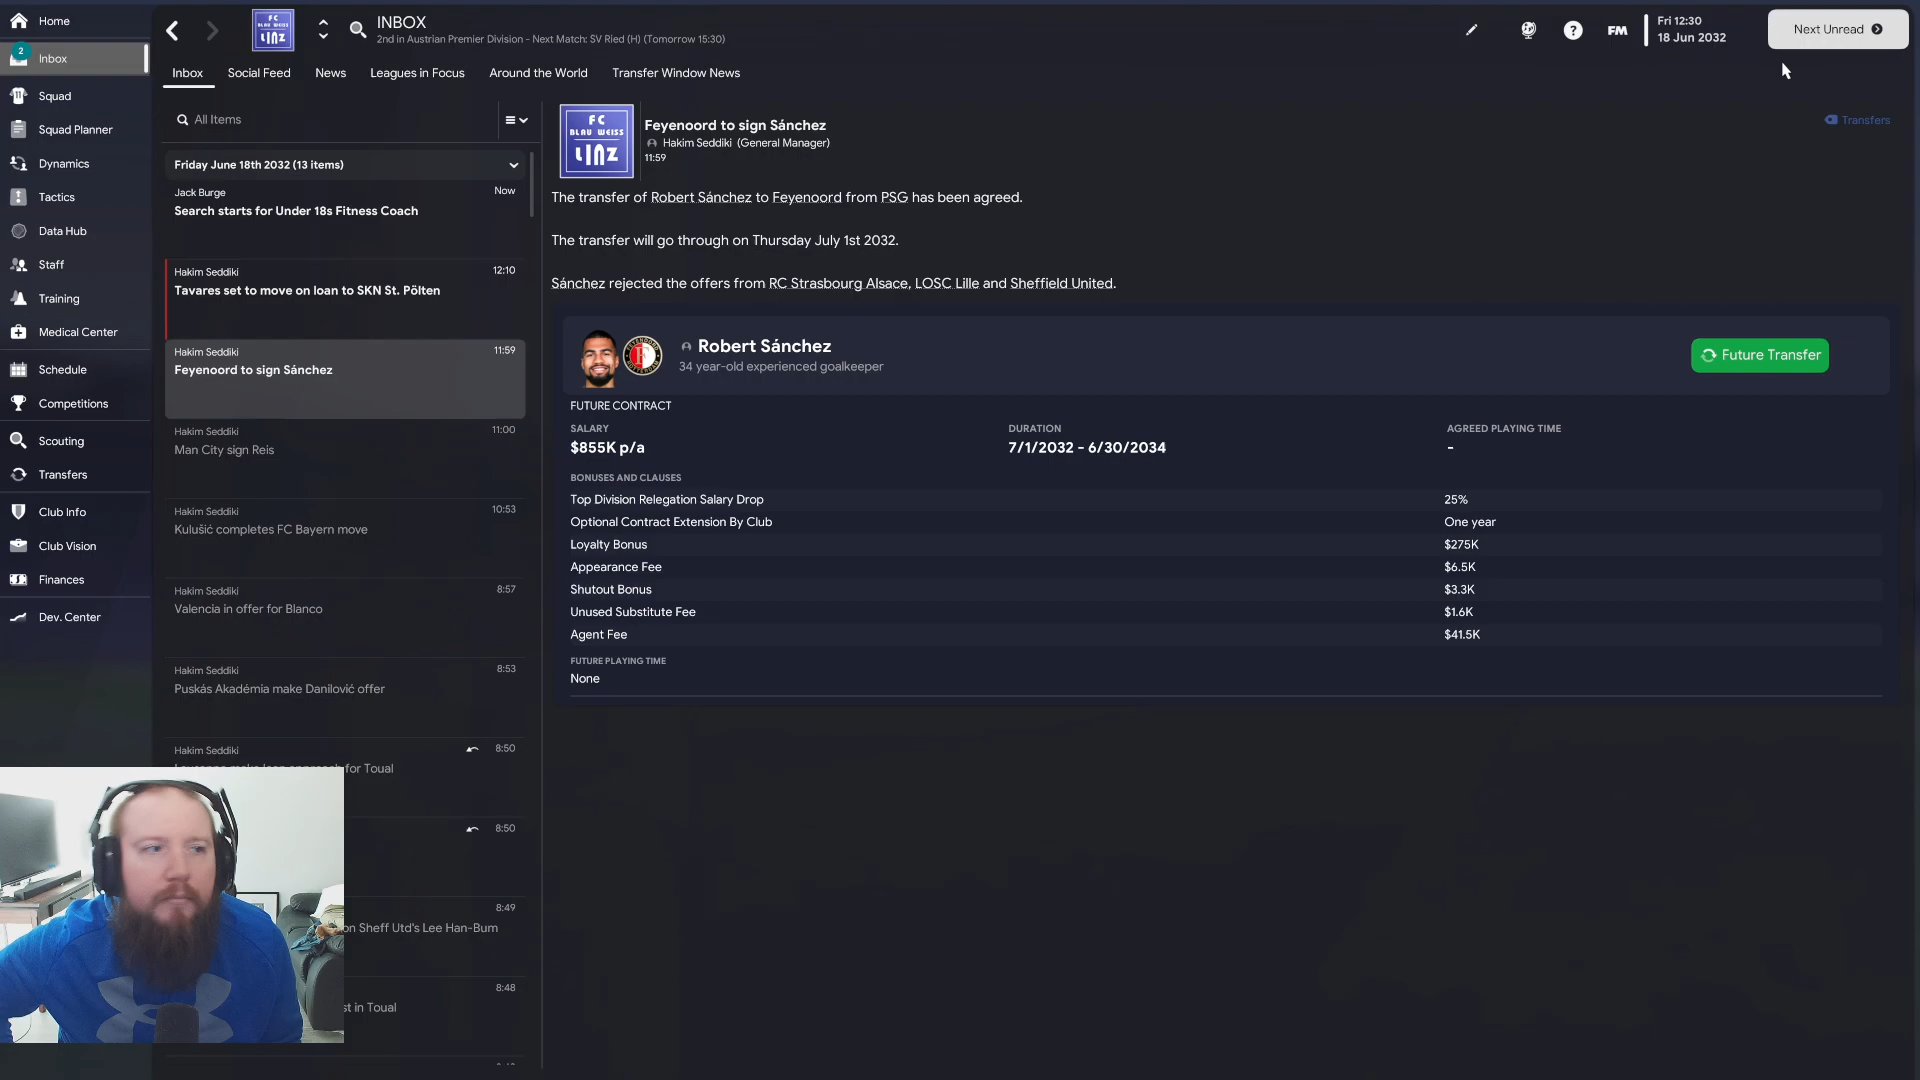 Home
2
Inbox
Squad
Squad Planner
Dynamics
Tactics
Data Hub
Staff
Training
Medical Center
Schedule
Competitions
Scouting
Transfers
Club Info
Club Vision
Finances
Dev. Center
FC
BLAU WEISS
LINZ
INBOX
2nd in Austrian Premier Division - Next Match: SV Ried (H) (Tomorrow 15:30)
?
FM
Fri 12:30
18 Jun 2032
Next Unread
Inbox
Social Feed
News
Leagues in Focus
Around the World
Transfer Window News
All Items
Friday June 18th 2032 (13 items)
Jack Burge
Now
Search starts for Under 18s Fitness Coach
Hakim Seddiki
12:10
Tavares set to move on loan to SKN St. Pölten
Hakim Seddiki
11:59
Feyenoord to sign Sánchez
Hakim Seddiki
11:00
Man City sign Reis
Hakim Seddiki
10:53
Kulušić completes FC Bayern move
Hakim Seddiki
8:57
Valencia in offer for Blanco
Hakim Seddiki
8:53
Puskás Akadémia make Danilović offer
Hakim Seddiki
8:50
for Toual
8:50
8:49
on Sheff Utd's Lee Han-Bum
8:48
st in Toual
FC
BLAU WEISS
LINZ
Feyenoord to sign Sánchez
Hakim Seddiki (General Manager)
11:59
Transfers
The transfer of Robert Sánchez to Feyenoord from PSG has been agreed.
The transfer will go through on Thursday July 1st 2032.
Sánchez rejected the offers from RC Strasbourg Alsace, LOSC Lille and Sheffield United.
Robert Sánchez
34 year-old experienced goalkeeper
Future Transfer
FUTURE CONTRACT
SALARY
$855K p/a
DURATION
7/1/2032 - 6/30/2034
AGREED PLAYING TIME
-
BONUSES AND CLAUSES
Top Division Relegation Salary Drop
25%
Optional Contract Extension By Club
One year
Loyalty Bonus
$275K
Appearance Fee
$6.5K
Shutout Bonus
$3.3K
Unused Substitute Fee
$1.6K
Agent Fee
$41.5K
FUTURE PLAYING TIME
None